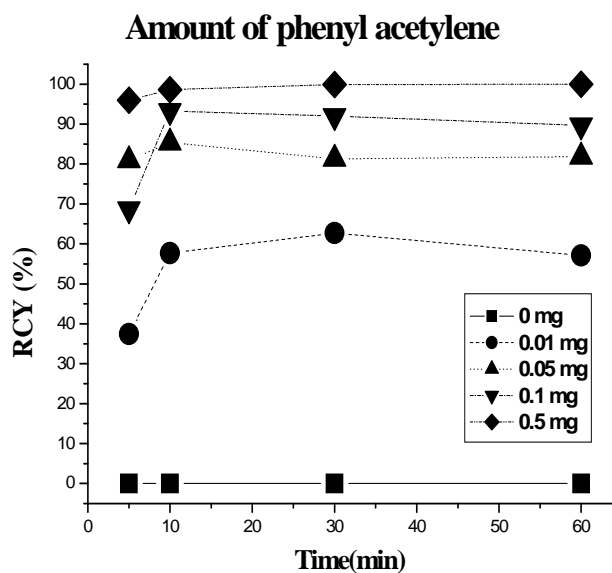 Amount of phenyl acetylene
100
90
80
70
60
50
40
30
20
10
0
RCY (%)
0 mg
0.01 mg
0.05 mg
0.1 mg
0.5 mg
0 10 20 30 40 50 60
Time(min)